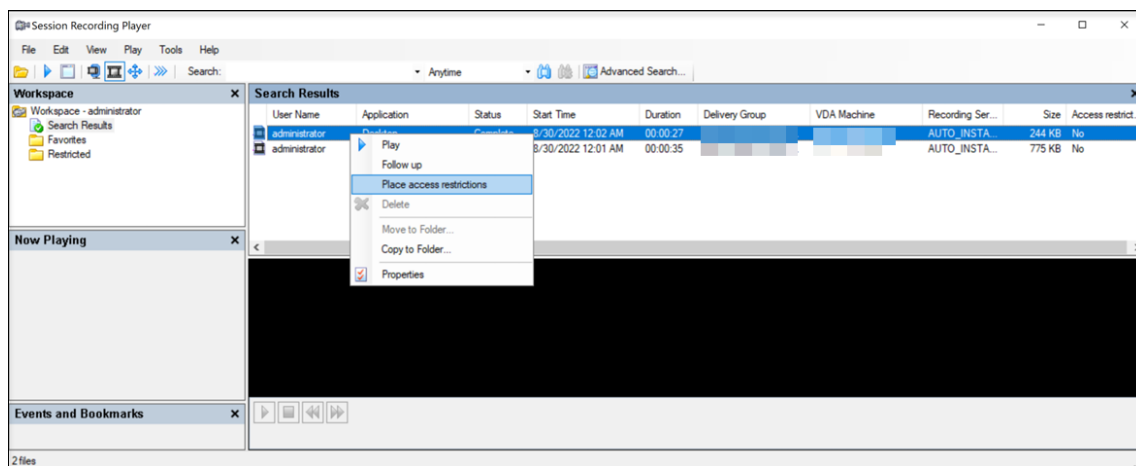 Session Recording Player
File Edit View Play Tools Help
Search: Anytime Advanced Search...
Workspace
Workspace - administrator
Search Results
Favorites
Restricted
Now Playing
Events and Bookmarks
Search Results
User Name Application Status Start Time Duration Delivery Group VDA Machine Recording Ser... Size Access restrict.
administrator Desktop Complete 8/30/2022 12:02 AM 00:00:27 AUTO_INSTA... 244 KB No
administrator 8/30/2022 12:01 AM 00:00:35 AUTO_INSTA... 775 KB No
Play
Follow up
Place access restrictions
Delete
Move to Folder...
Copy to Folder...
Properties
2 files